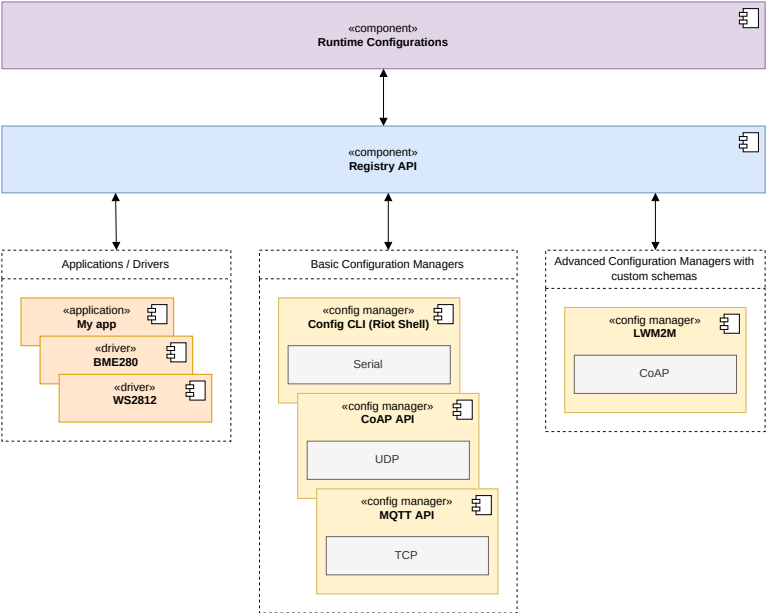 «component»
Runtime Configurations
«component»
Registry API
Applications / Drivers
«application»
My app
«driver»
BME280
«driver»
WS2812
Basic Configuration Managers
«config manager»
Config CLI (Riot Shell)
Serial
«config manager»
CoAP API
UDP
«config manager»
MQTT API
TCP
Advanced Configuration Managers with
custom schemas
«config manager»
LWM2M
CoAP